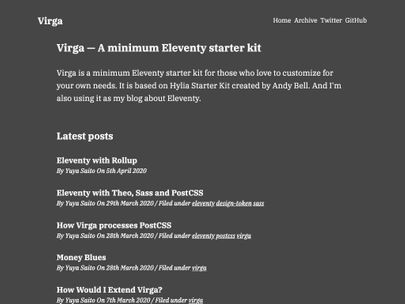 Virga
Home Archive Twitter GitHub
Virga — A minimum Eleventy starter kit
Virga is a minimum Eleventy starter kit for those who love to customize for
your own needs. It is based on Hylia Starter Kit created by Andy Bell. And I'm
also using it as my blog about Eleventy.
Latest posts
Eleventy with Rollup
By Yuya Saito On 5th April 2020
Eleventy with Theo, Sass and PostCSS
By Yuya Saito On 29th March 2020 / Filed under eleventy design-token sass
How Virga processes PostCSS
By Yuya Saito On 28th March 2020 / Filed under eleventy postcss virga
Money Blues
By Yuya Saito On 28th March 2020 / Filed under virga
How Would I Extend Virga?
By Yuya Saito On 7th March 2020 / Filed under virga